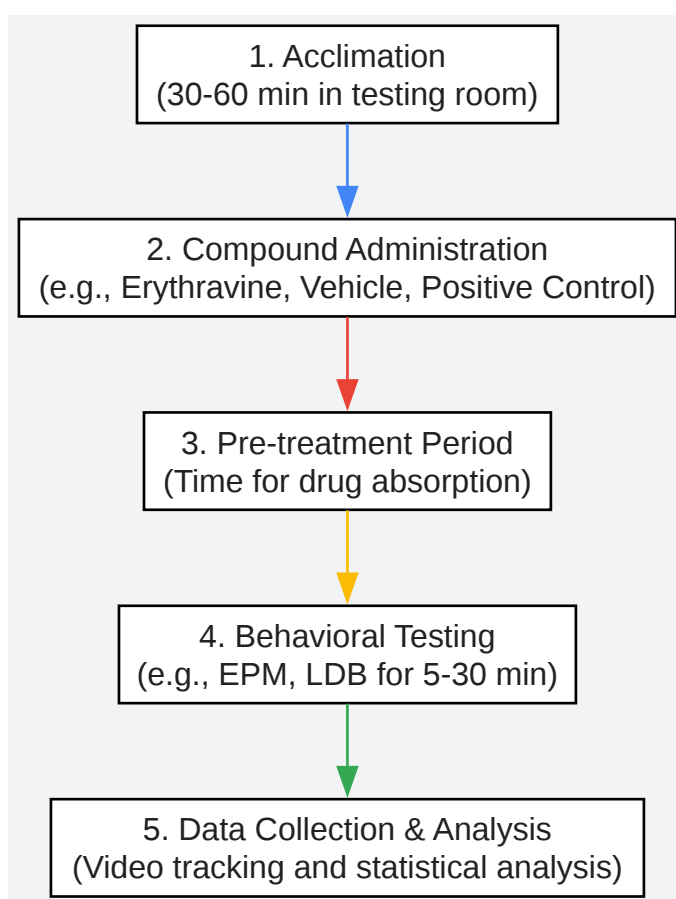 1. Acclimation
(30-60 min in testing room)
2. Compound Administration
(e.g., Erythravine, Vehicle, Positive Control)
3. Pre-treatment Period
(Time for drug absorption)
4. Behavioral Testing
(e.g., EPM, LDB for 5-30 min)
5. Data Collection & Analysis
(Video tracking and statistical analysis)